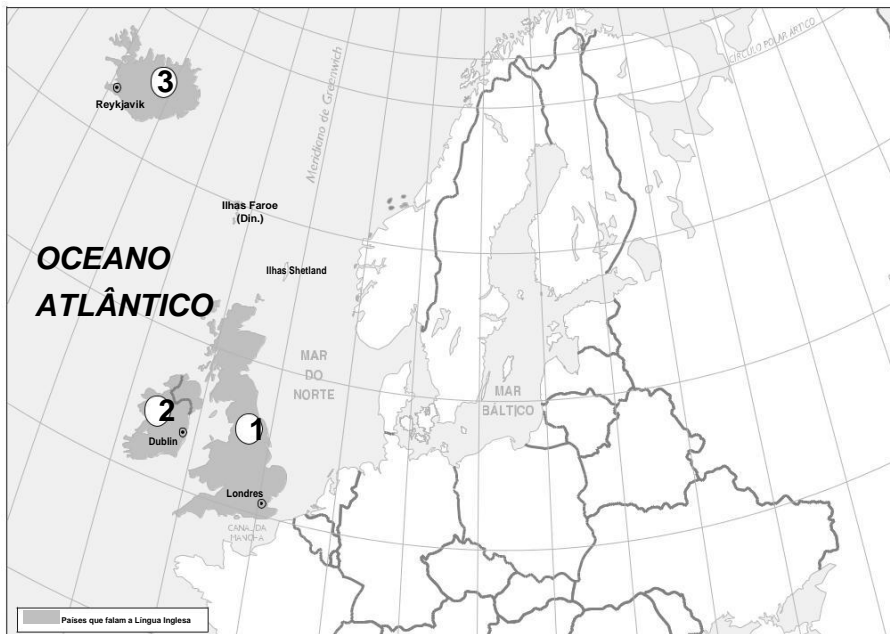 CÍRCULO POLAR ÁRTICO
Meridiano de Greenwich
3
Reykjavik
Ilhas Faroe
(Din.)
OCEANO
ATLÂNTICO
Ilhas Shetland
MAR
DO
NORTE
MAR
BÁLTICO
2
1
Dublin
Londres
CANAL DA
MANCHA
Países que falam a Língua Inglesa